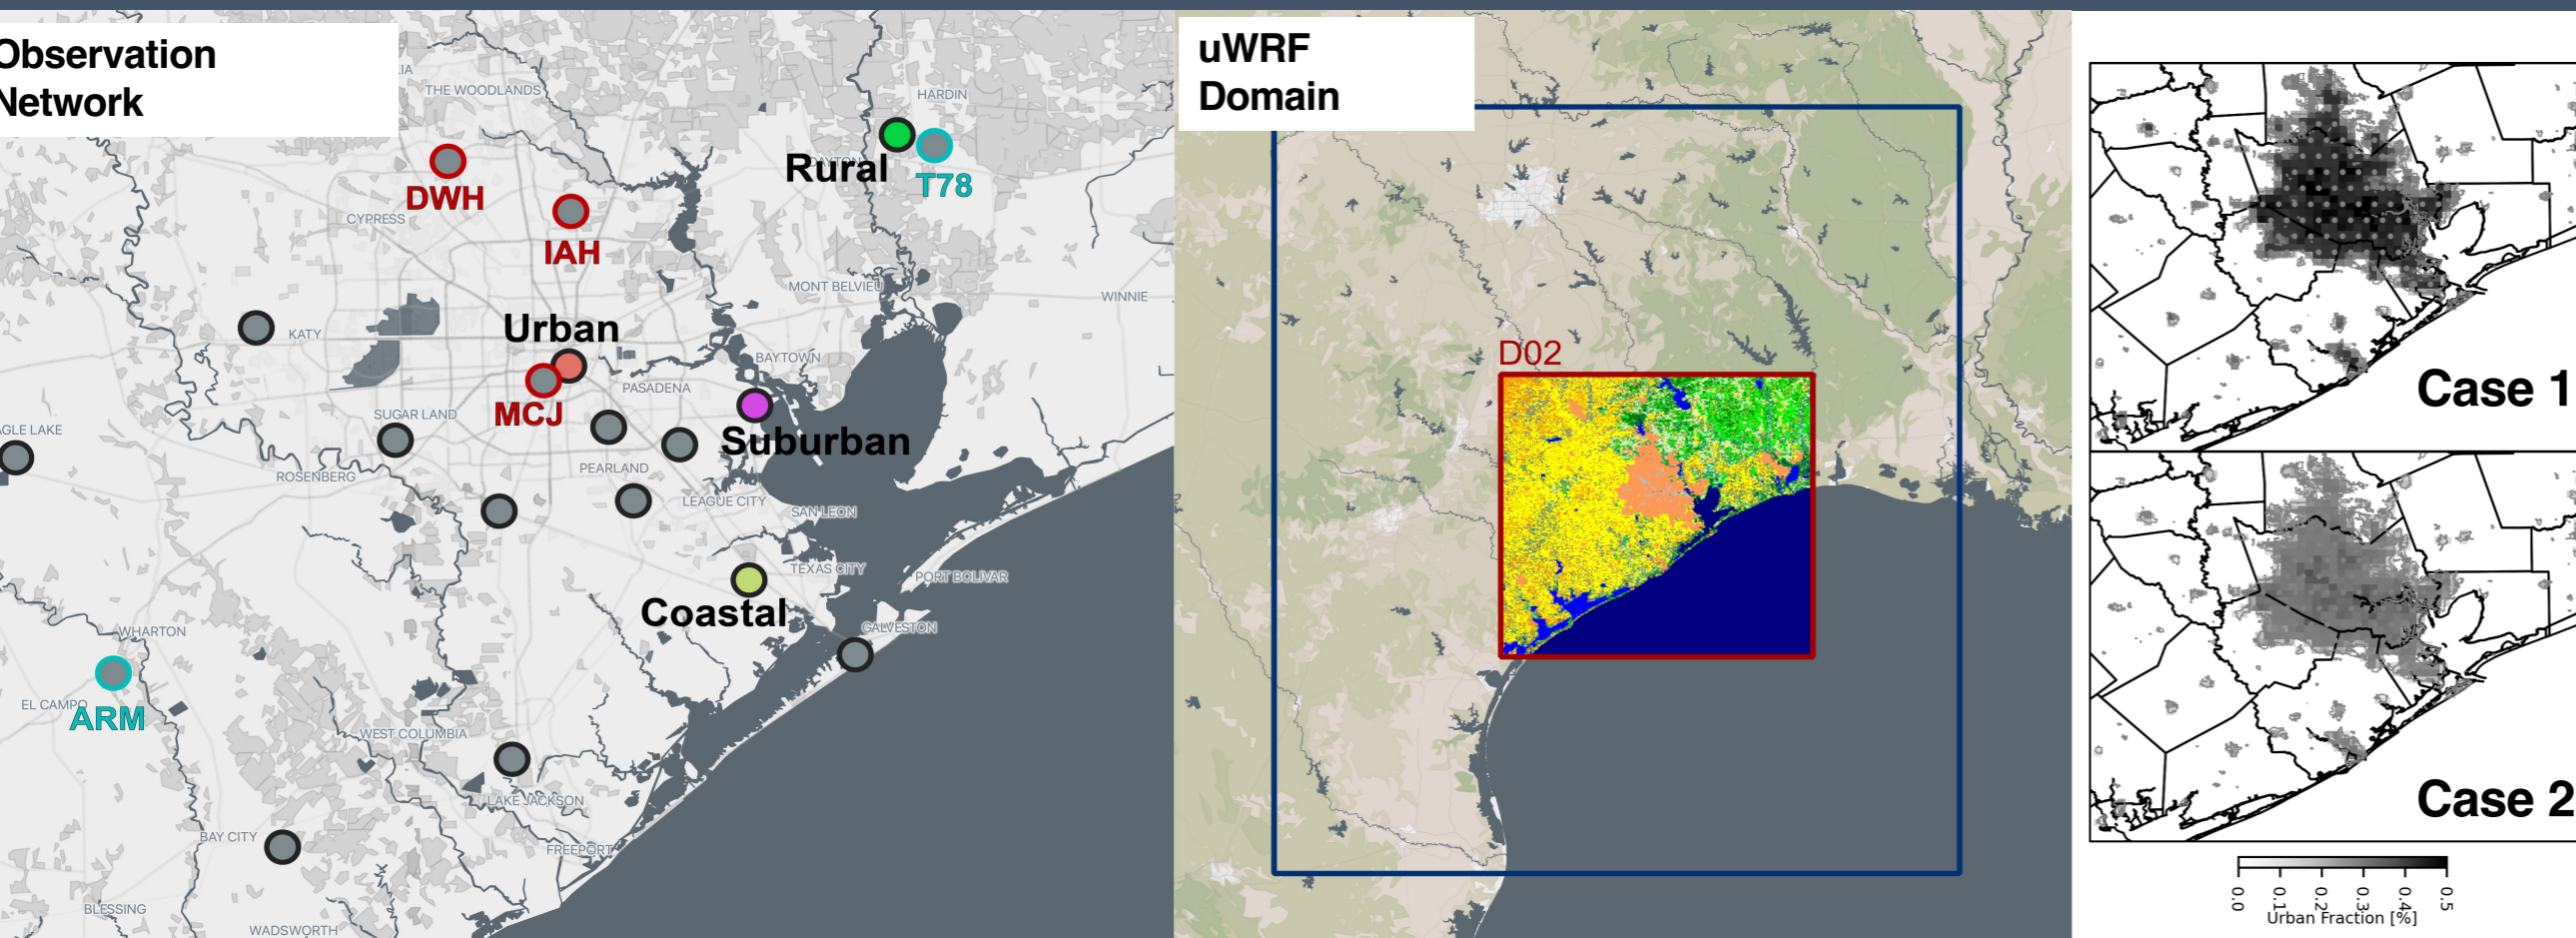 Observation
Network
LIA
THE WOODLANDS
HARDIN
DAYTON
Rural
T78
DWH
CYPRESS
IAH
MONT BELVIEU
WINNIE
Urban
KATY
BAYTOWN
PASADENA
MCJ
SUGAR LAND
AGLE LAKE
Suburban
PEARLAND
ROSENBERG
LEAGUE CITY
SAN LEON
TEXAS CITY
PORT BOLIVAR
Coastal
GALVESTON
WHARTON
EL CAMPO
ARM
WEST COLUMBIA
LAKE JACKSON
BAY CITY
FREEPORT
BLESSING
WADSWORTH
uWRF
Domain
D02
Case 1
Case 2
0.0 0.1 0.2 0.3 0.4 0.5
Urban Fraction [%]